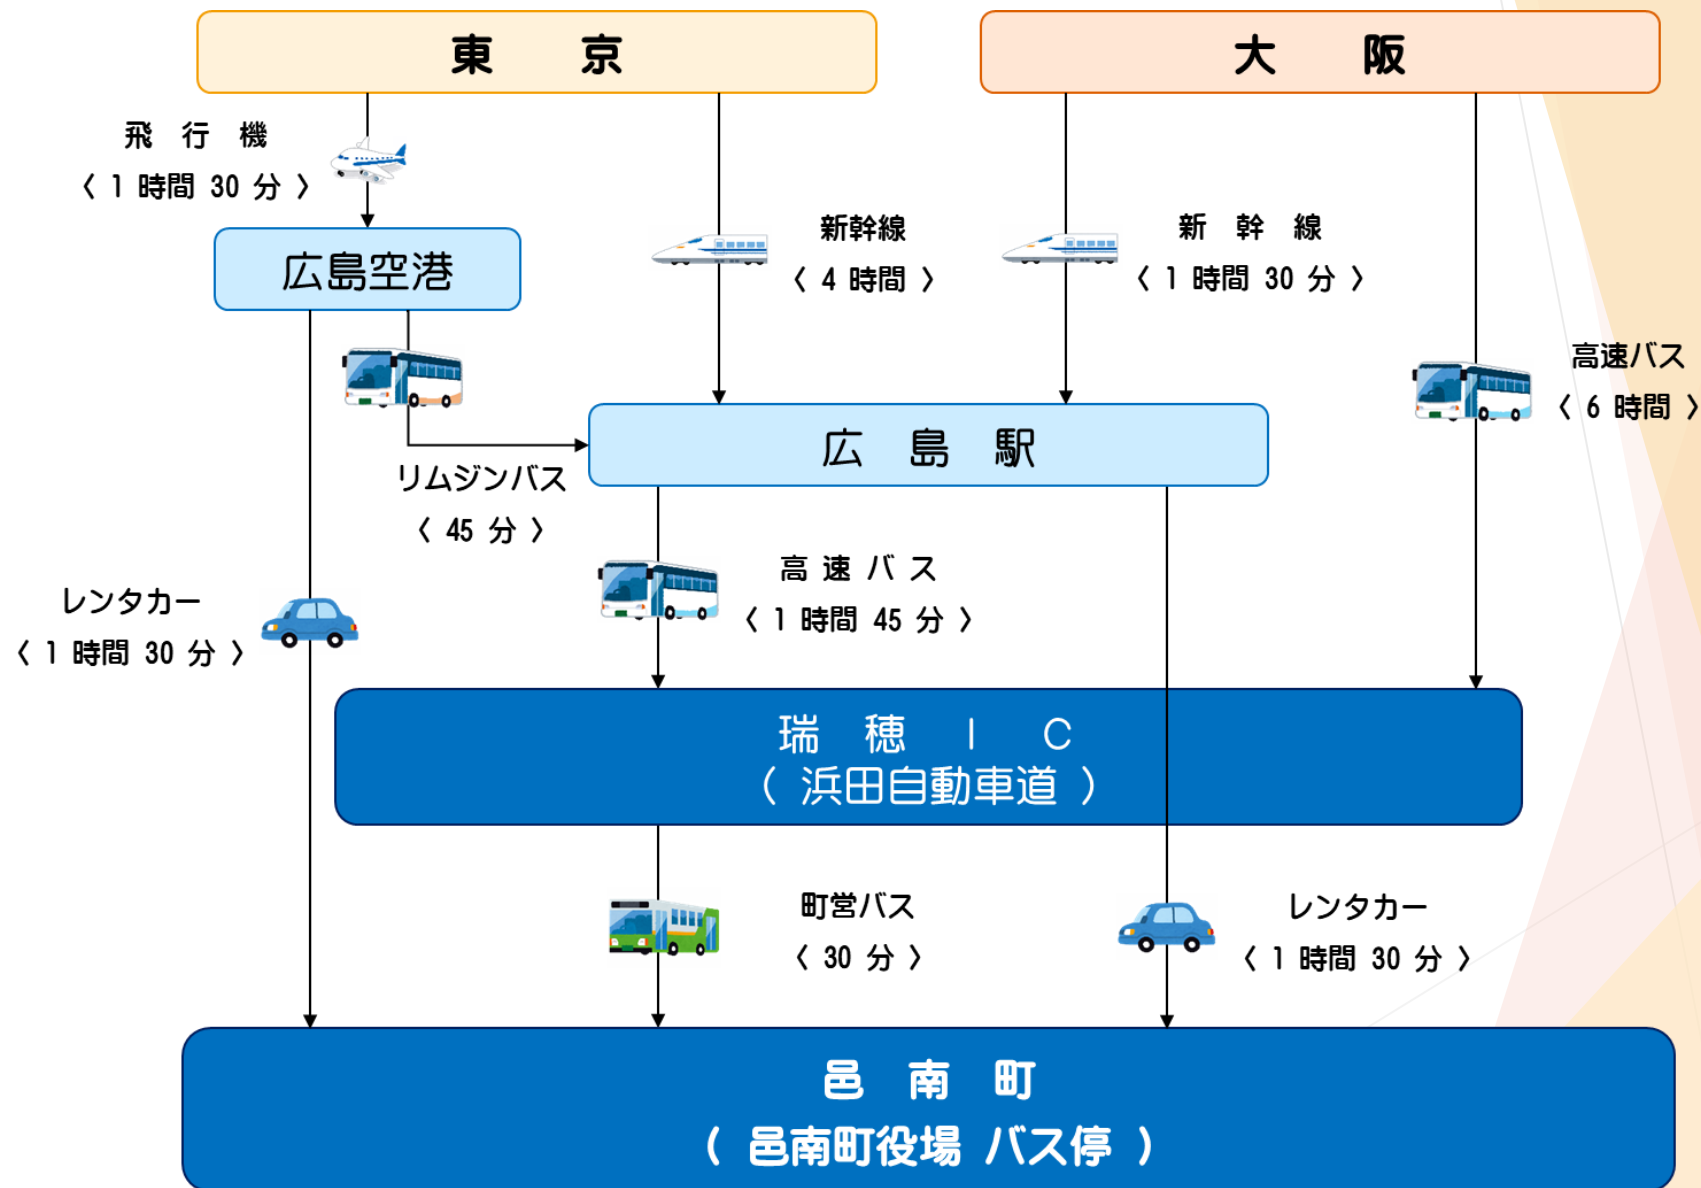 東京
大阪
飛行機
〈 1 時間 30 分 〉
新幹線
〈 4 時間 〉
新幹線
〈 1 時間 30 分 〉
広島空港
高速バス
〈 6 時間 〉
広島駅
リムジンバス
〈 45 分 〉
高速バス
〈 1 時間 45 分 〉
レンタカー
〈 1 時間 30 分 〉
瑞穂IC
( 浜田自動車道 )
町営バス
〈 30 分 〉
レンタカー
〈 1 時間 30 分 〉
邑南町
( 邑南町役場 バス停 )